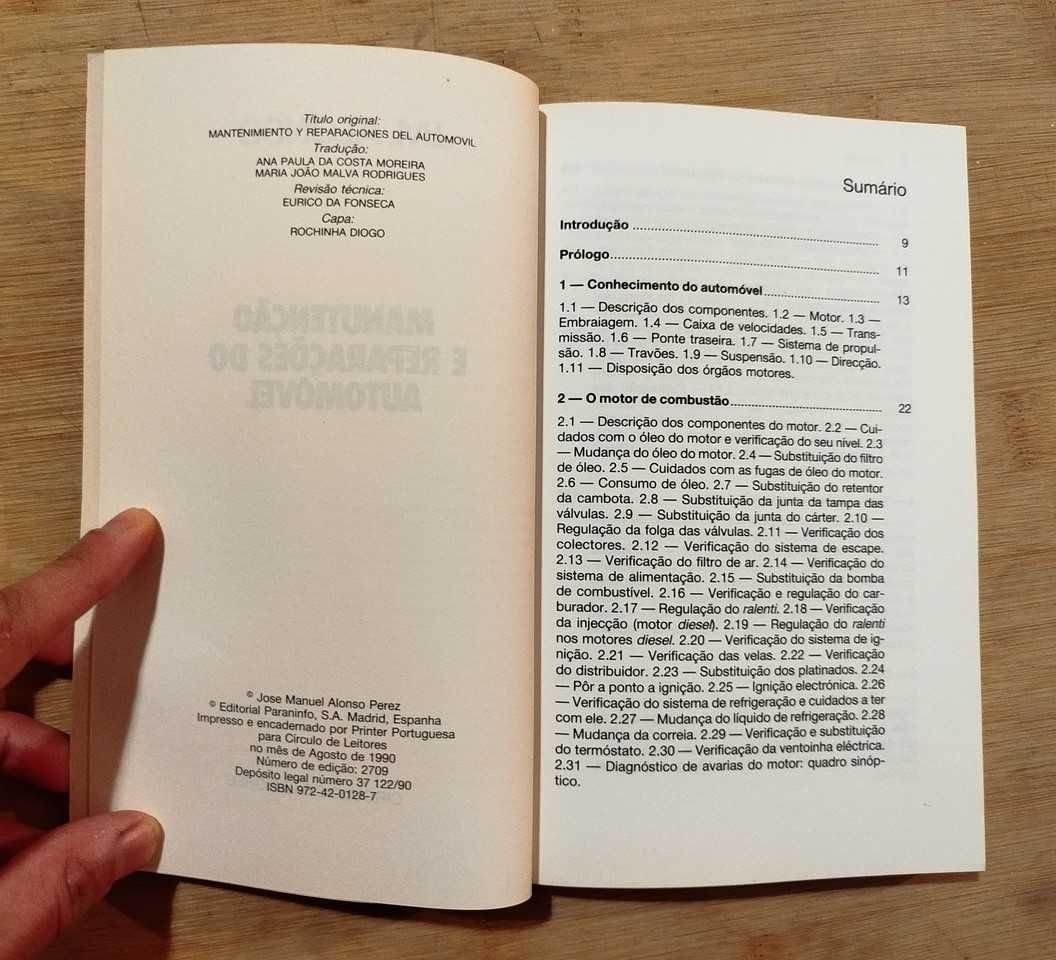 Título original:
MANTENIMIENTO Y REPARACIONES DEL AUTOMOVIL
Tradução:
ANA PAULA DA COSTA MOREIRA
MARIA JOÃO MALVA RODRIGUES
Revisão técnica:
EURICO DA FONSECA
Capa:
ROCHINHA DIOGO
MANUTENÇÃO
E REPARAÇÕES DO
AUTOMÓVEL
© Jose Manuel Alonso Perez
© Editorial Paraninfo, S.A. Madrid, Espanha
Impresso e encadernado por Printer Portuguesa
para Círculo de Leitores
no mês de Agosto de 1990
Número de edição: 2709
Depósito legal número 37 122/90
ISBN 972-42-0128-7
Sumário
Introdução ........................................ 9
Prólogo........................................ 11
1 — Conhecimento do automóvel........................ 13
1.1 — Descrição dos componentes. 1.2 — Motor. 1.3 —
Embraiagem. 1.4 — Caixa de velocidades. 1.5 — Trans-
missão. 1.6 — Ponte traseira. 1.7 — Sistema de propul-
são. 1.8 — Travões. 1.9 — Suspensão. 1.10 — Direcção.
1.11 — Disposição dos órgãos motores.
2 — O motor de combustão........................ 22
2.1 — Descrição dos componentes do motor. 2.2 — Cui-
dados com o óleo do motor e verificação do seu nível. 2.3
— Mudança do óleo do motor. 2.4 — Substituição do filtro
de óleo. 2.5 — Cuidados com as fugas de óleo do motor.
2.6 — Consumo de óleo. 2.7 — Substituição do retentor
da cambota. 2.8 — Substituição da junta da tampa das
válvulas. 2.9 — Substituição da junta do cárter. 2.10 —
Regulação da folga das válvulas. 2.11 — Verificação dos
colectores. 2.12 — Verificação do sistema de escape.
2.13 — Verificação do filtro de ar. 2.14 — Verificação do
sistema de alimentação. 2.15 — Substituição da bomba
de combustível. 2.16 — Verificação e regulação do car-
burador. 2.17 — Regulação do ralenti. 2.18 — Verificação
da injecção (motor diesel). 2.19 — Regulação do ralenti
nos motores diesel. 2.20 — Verificação do sistema de ig-
nição. 2.21 — Verificação das velas. 2.22 — Verificação
do distribuidor. 2.23 — Substituição dos platinados. 2.24
— Pôr a ponto a ignição. 2.25 — Ignição electrónica. 2.26
— Verificação do sistema de refrigeração e cuidados a ter
com ele. 2.27 — Mudança do líquido de refrigeração. 2.28
— Mudança da correia. 2.29 — Verificação e substituição
do termóstato. 2.30 — Verificação da ventoinha eléctrica.
2.31 — Diagnóstico de avarias do motor: quadro sinóp-
tico.